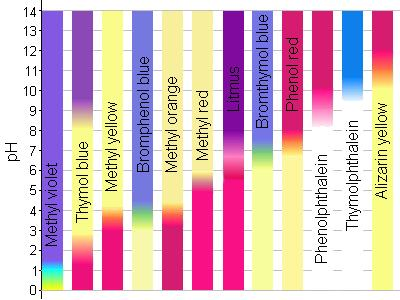 14
13
12
11
10
9
8
7
6
5
4
3
2
1
0
pH
Methyl violet
Thymol blue
Methyl yellow
Bromphenol blue
Methyl orange
Methyl red
Litmus
Bromthymol blue
Phenol red
Phenolphthalein
Thymolphthalein
Alizarin yellow